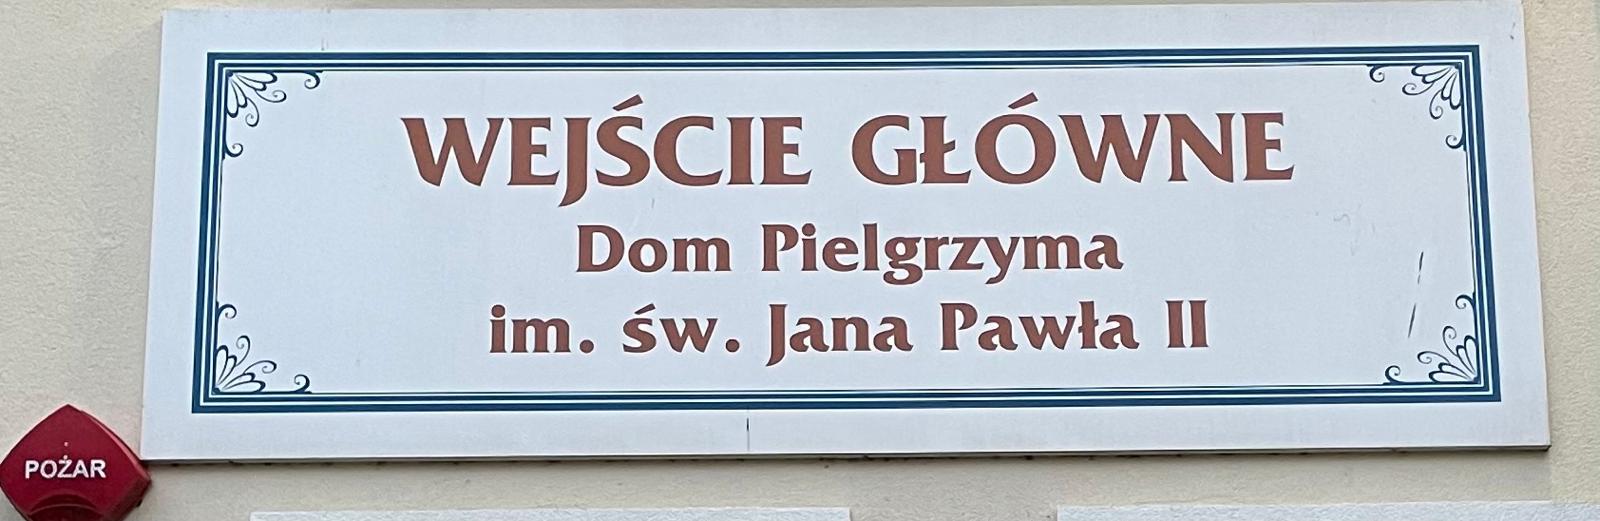 WEJŚCIE GŁÓWNE
Dom Pielgrzyma
im. św. Jana Pawła II
POŻAR